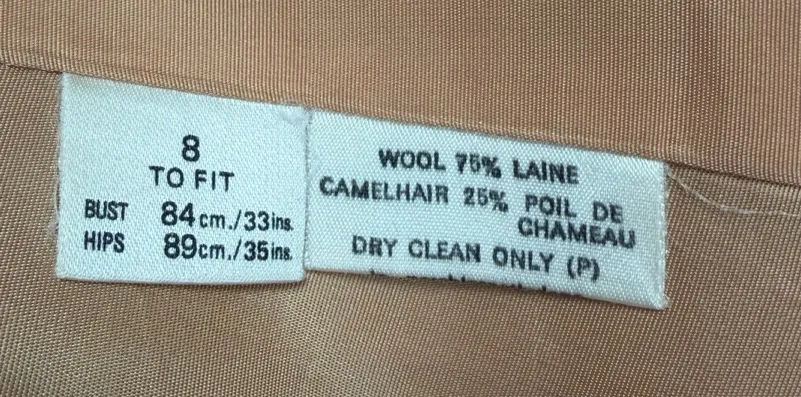 8
TO FIT
BUST 84cm./33ins.
HIPS 89cm./35ins.
WOOL 75% LAINE
CAMELHAIR 25% POIL DE
CHAMEAU
DRY CLEAN ONLY (P)